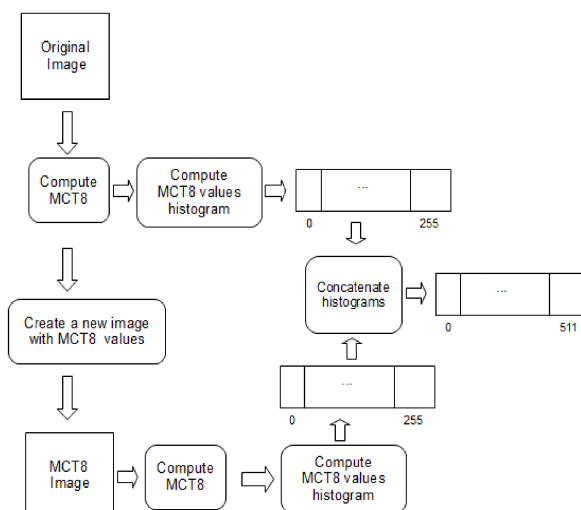 Original
Image
Compute
MCT8
Compute
MCT8 values
histogram
...
0 255
Concatenate
histograms
...
0 511
Create a new image
with MCT8 values
...
0 255
MCT8
Image
Compute
MCT8
Compute
MCT8 values
histogram